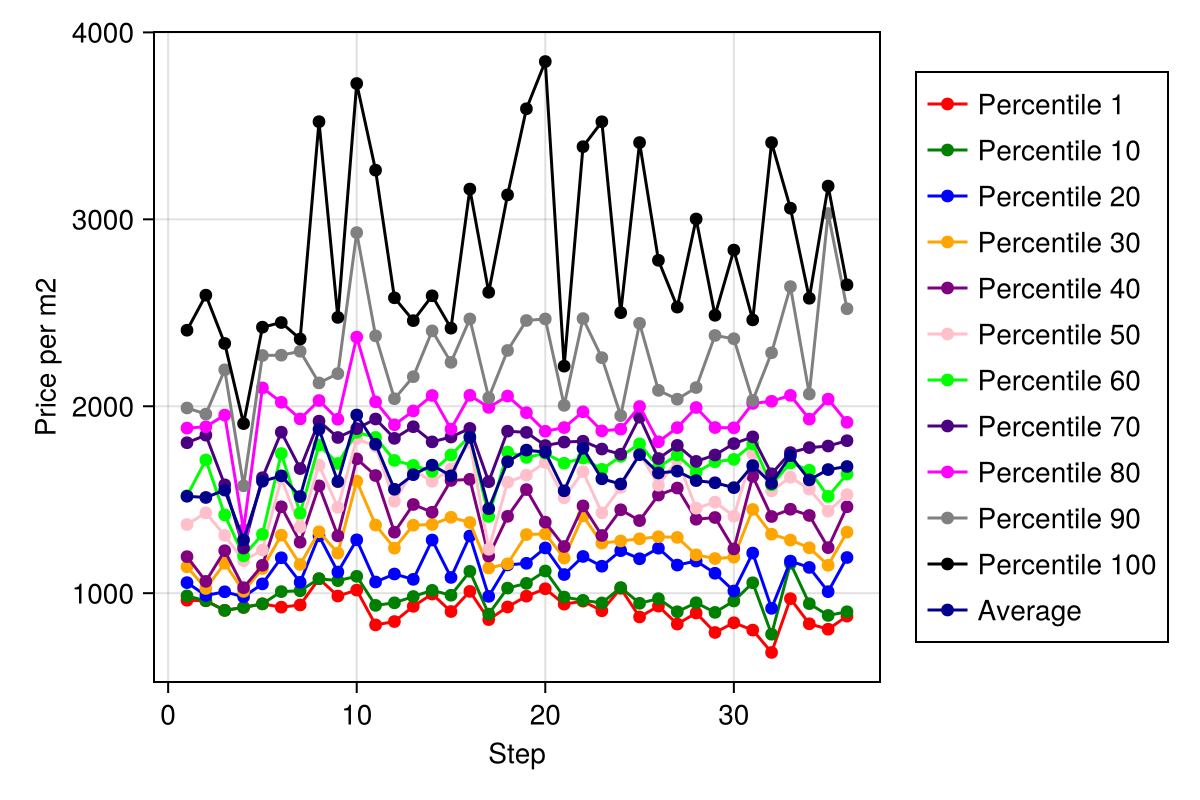 4000
3000
2000
1000
Price per m2
0 10 20 30
Step
Percentile 1
Percentile 10
Percentile 20
Percentile 30
Percentile 40
Percentile 50
Percentile 60
Percentile 70
Percentile 80
Percentile 90
Percentile 100
Average